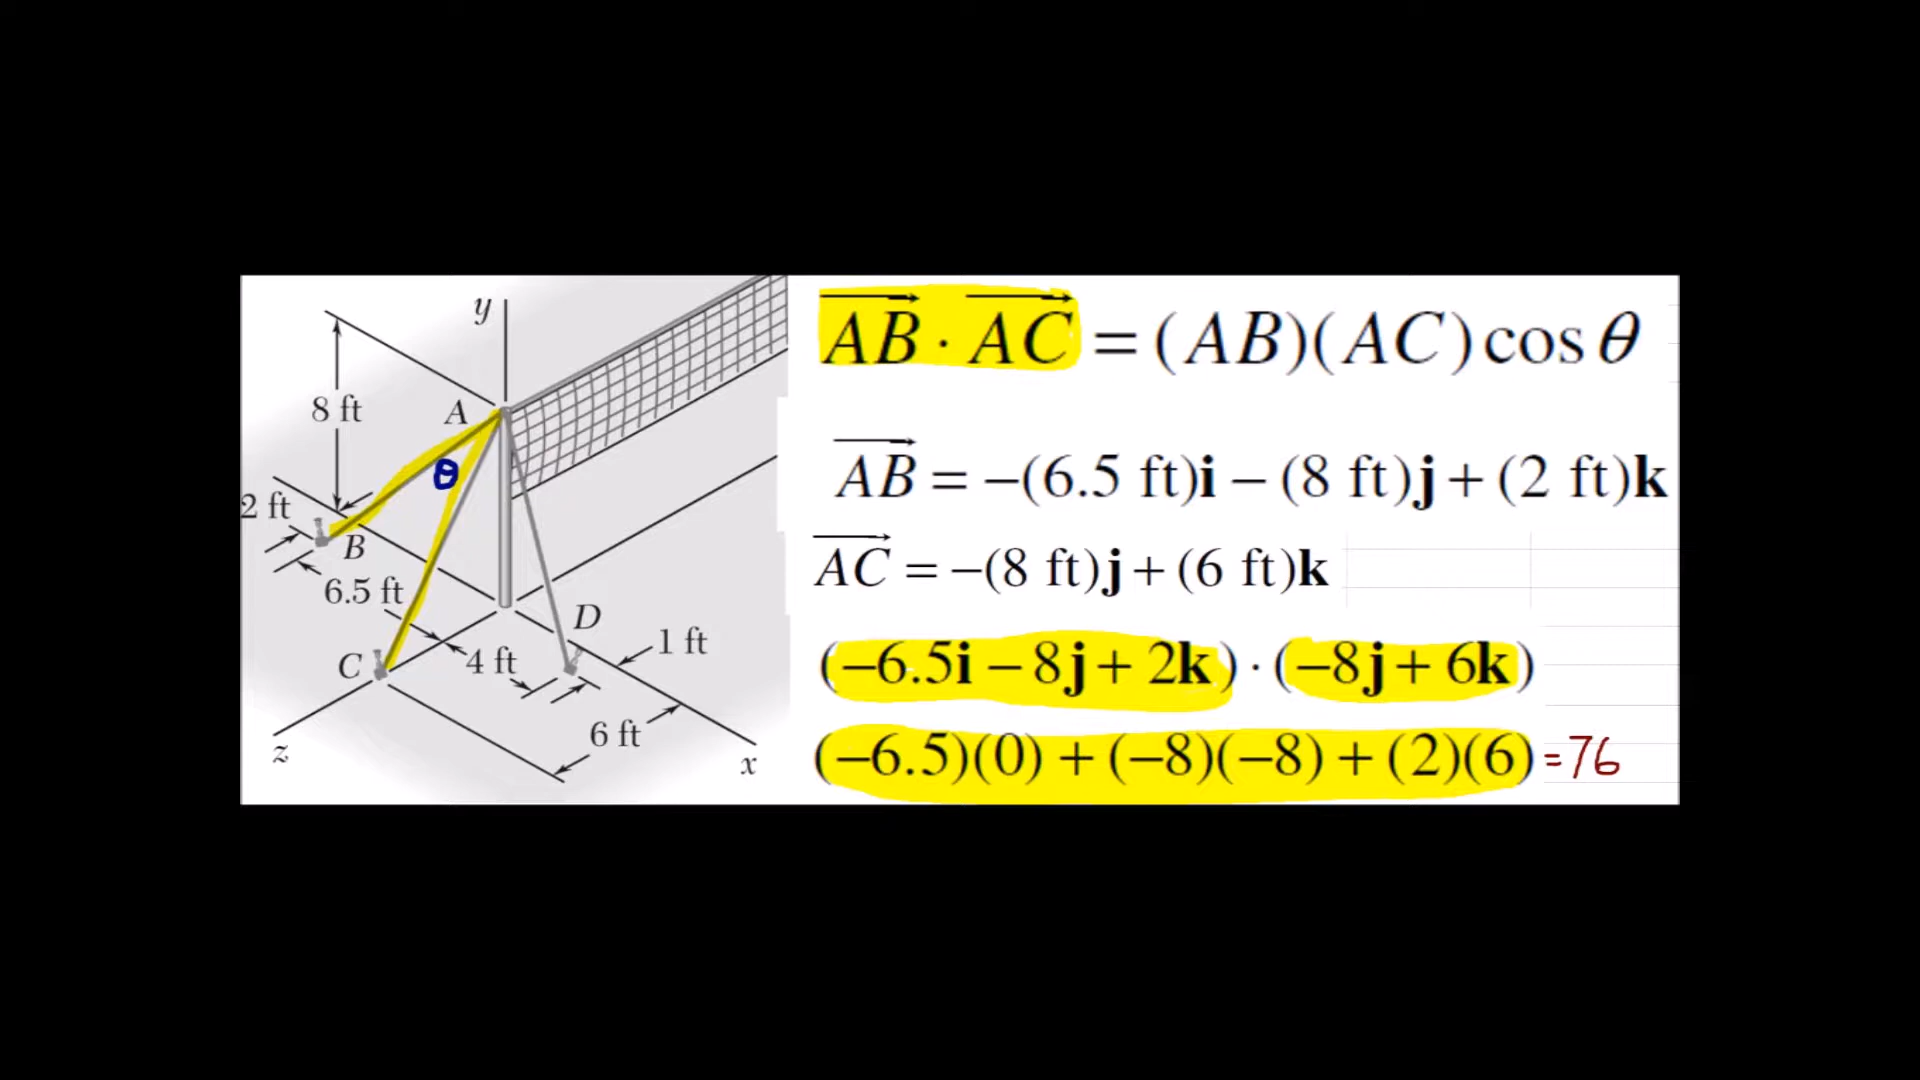 y
8 ft
A
θ
2 ft
B
6.5 ft
D
1 ft
C
4 ft
6 ft
z
x
AB · AC = (AB)(AC) cos θ
AB = −(6.5 ft)i − (8 ft)j + (2 ft)k
AC = −(8 ft)j + (6 ft)k
(−6.5i − 8j + 2k) · (−8j + 6k)
(−6.5)(0) + (−8)(−8) + (2)(6) = 76